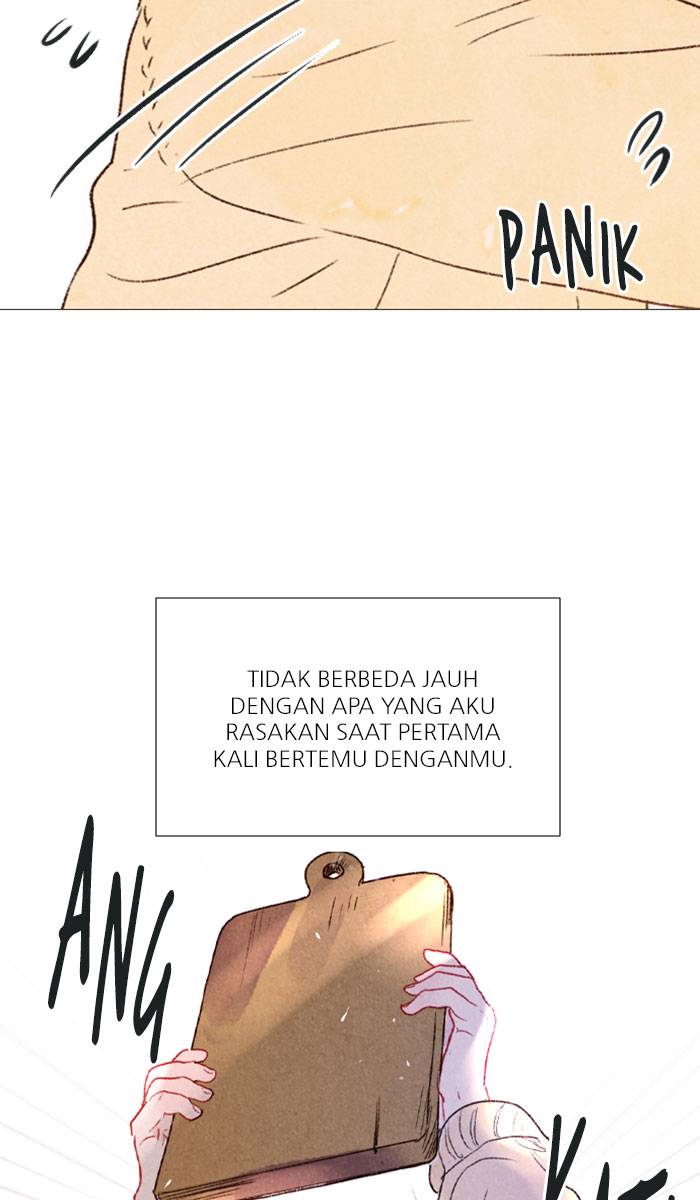 PANIK
TIDAK BERBEDA JAUH
DENGAN APA YANG AKU
RASAKAN SAAT PERTAMA
KALI BERTEMU DENGANMU.
ANG